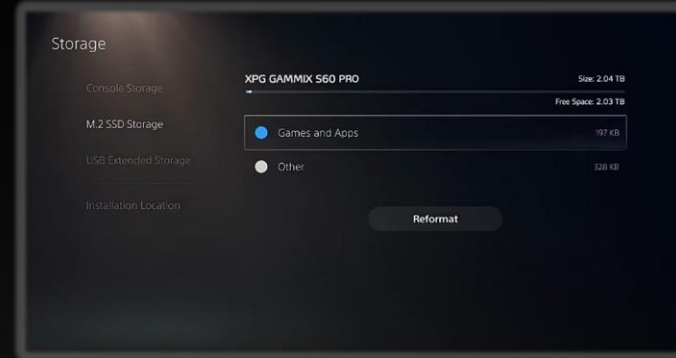 Storage
Console Storage
M.2 SSD Storage
USB Extended Storage
Installation Location
XPG GAMMIX S60 PRO
Size: 2.04 TB
Free Space: 2.03 TB
Games and Apps
197 KB
Other
328 KB
Reformat